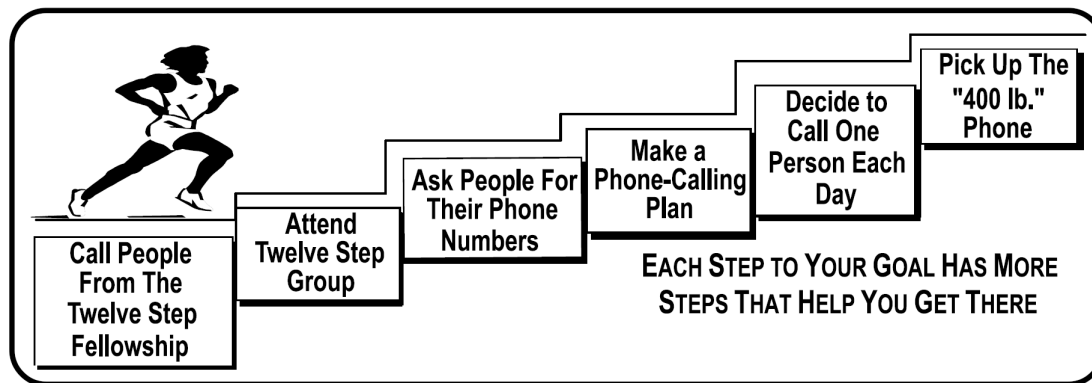 Call People
From The
Twelve Step
Fellowship
Attend
Twelve Step
Group
Ask People For
Their Phone
Numbers
Make a
Phone-Calling
Plan
Decide to
Call One
Person Each
Day
Pick Up The
"400 lb."
Phone
EACH STEP TO YOUR GOAL HAS MORE
STEPS THAT HELP YOU GET THERE